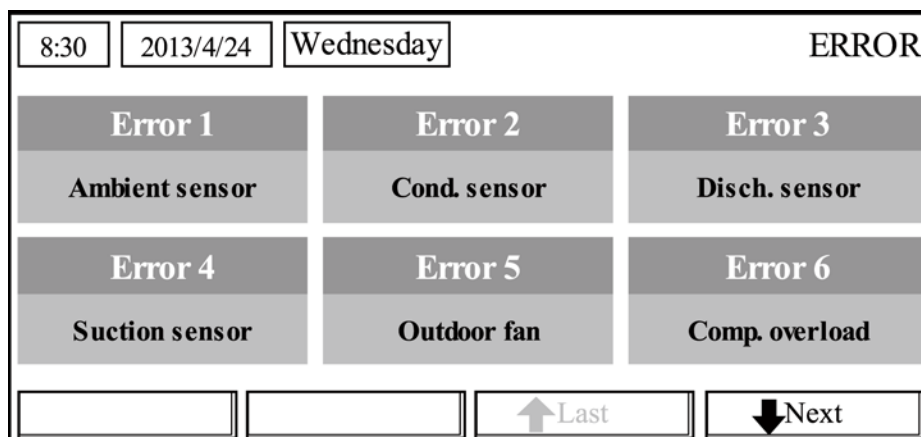 8:30 2013/4/24 Wednesday ERROR
Error 1 Error 2 Error 3
Ambient sensor Cond. sensor Disch. sensor
Error 4 Error 5 Error 6
Suction sensor Outdoor fan Comp. overload
Last Next